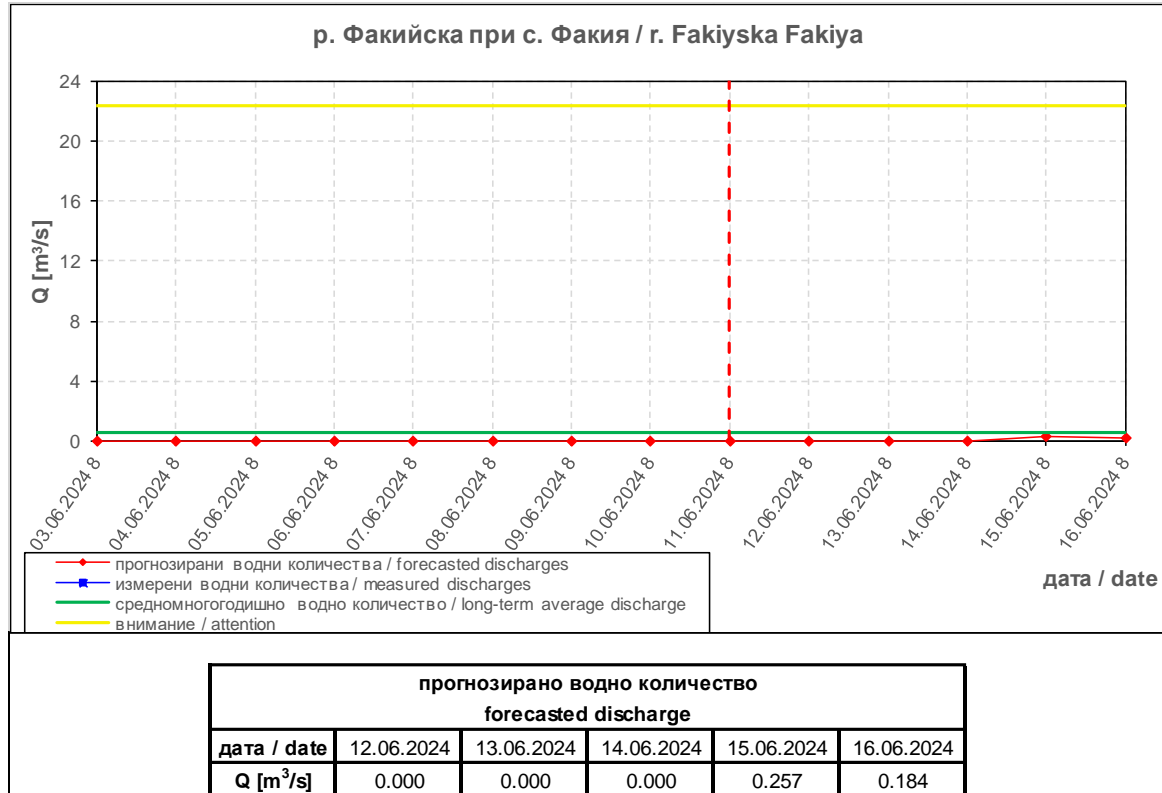 р. Факийска при с. Факия / r. Fakiyska Fakiya
24
20
16
12
8
4
0
Q [m³/s]
03.06.2024 8
04.06.2024 8
05.06.2024 8
06.06.2024 8
07.06.2024 8
08.06.2024 8
09.06.2024 8
10.06.2024 8
11.06.2024 8
12.06.2024 8
13.06.2024 8
14.06.2024 8
15.06.2024 8
16.06.2024 8
дата / date
прогнозирани водни количества / forecasted discharges
измерени водни количества / measured discharges
средномногогодишно водно количество / long-term average discharge
внимание / attention
прогнозирано водно количество
forecasted discharge
дата / date 12.06.2024 13.06.2024 14.06.2024 15.06.2024 16.06.2024
Q [m³/s] 0.000 0.000 0.000 0.257 0.184